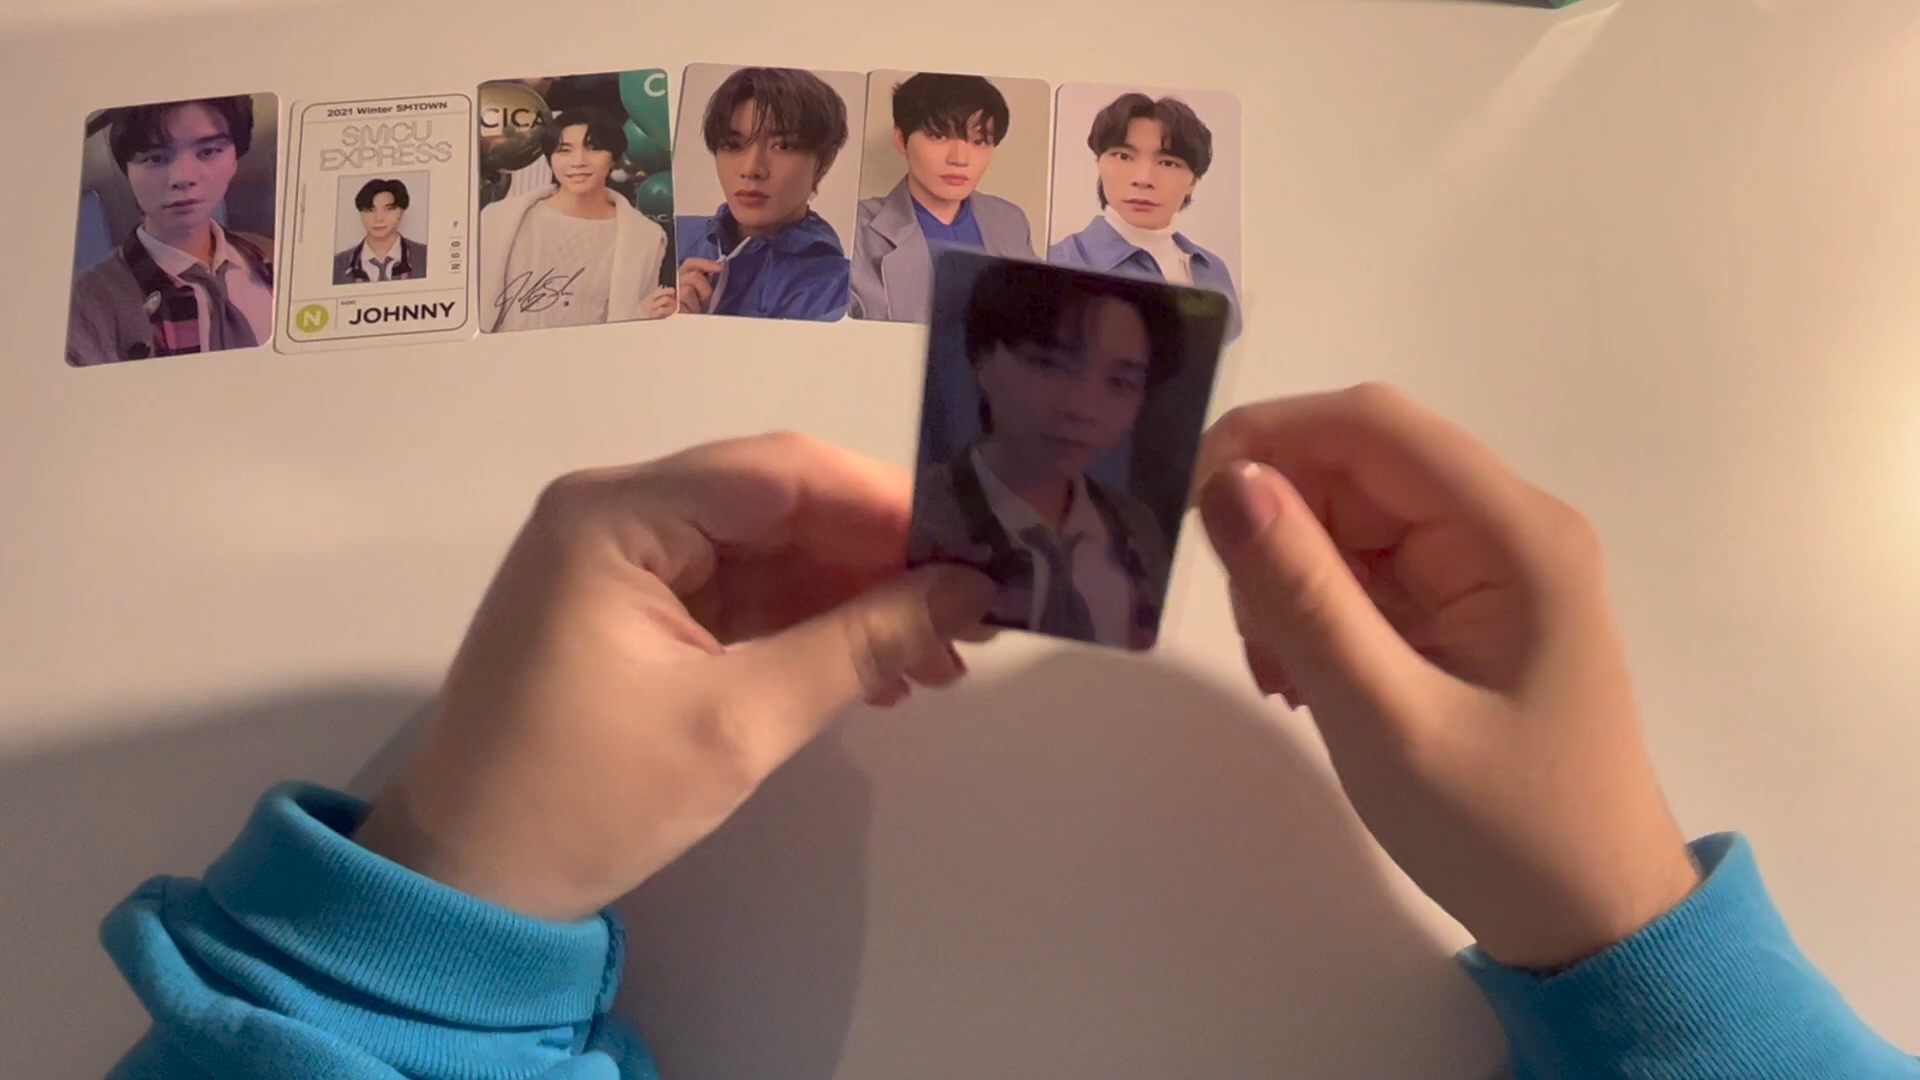 2021 Winter SMTOWN
SMCU
EXPRESS
N
JOHNNY
CICA
C